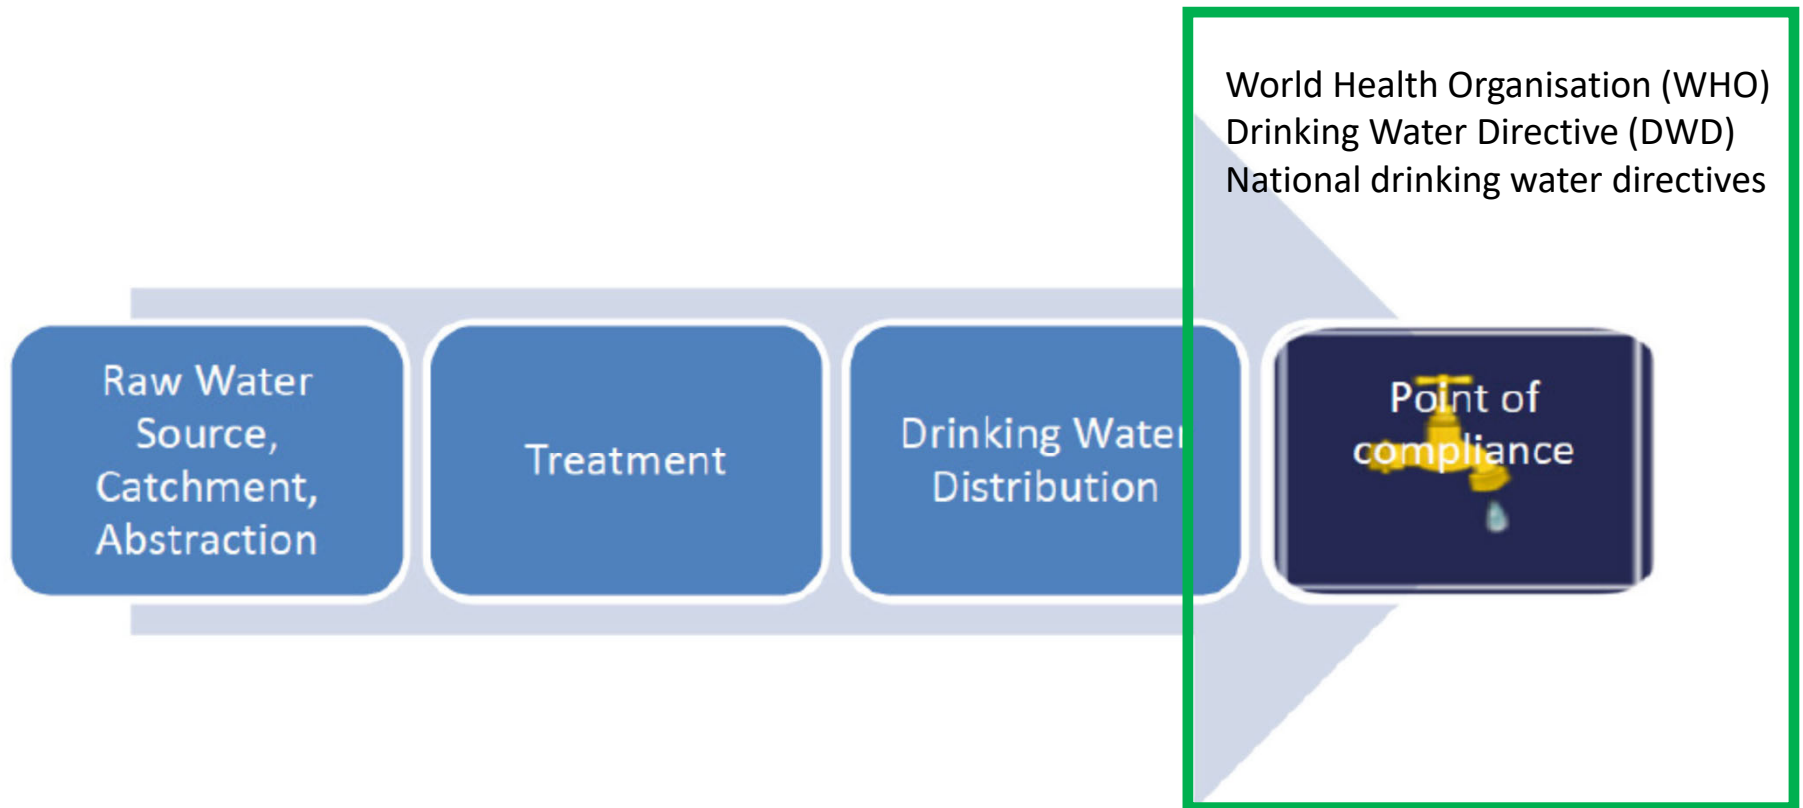 World Health Organisation (WHO)
Drinking Water Directive (DWD)
National drinking water directives
Raw Water
Source,
Catchment,
Abstraction
Treatment
Drinking Water
Distribution
Point of
compliance